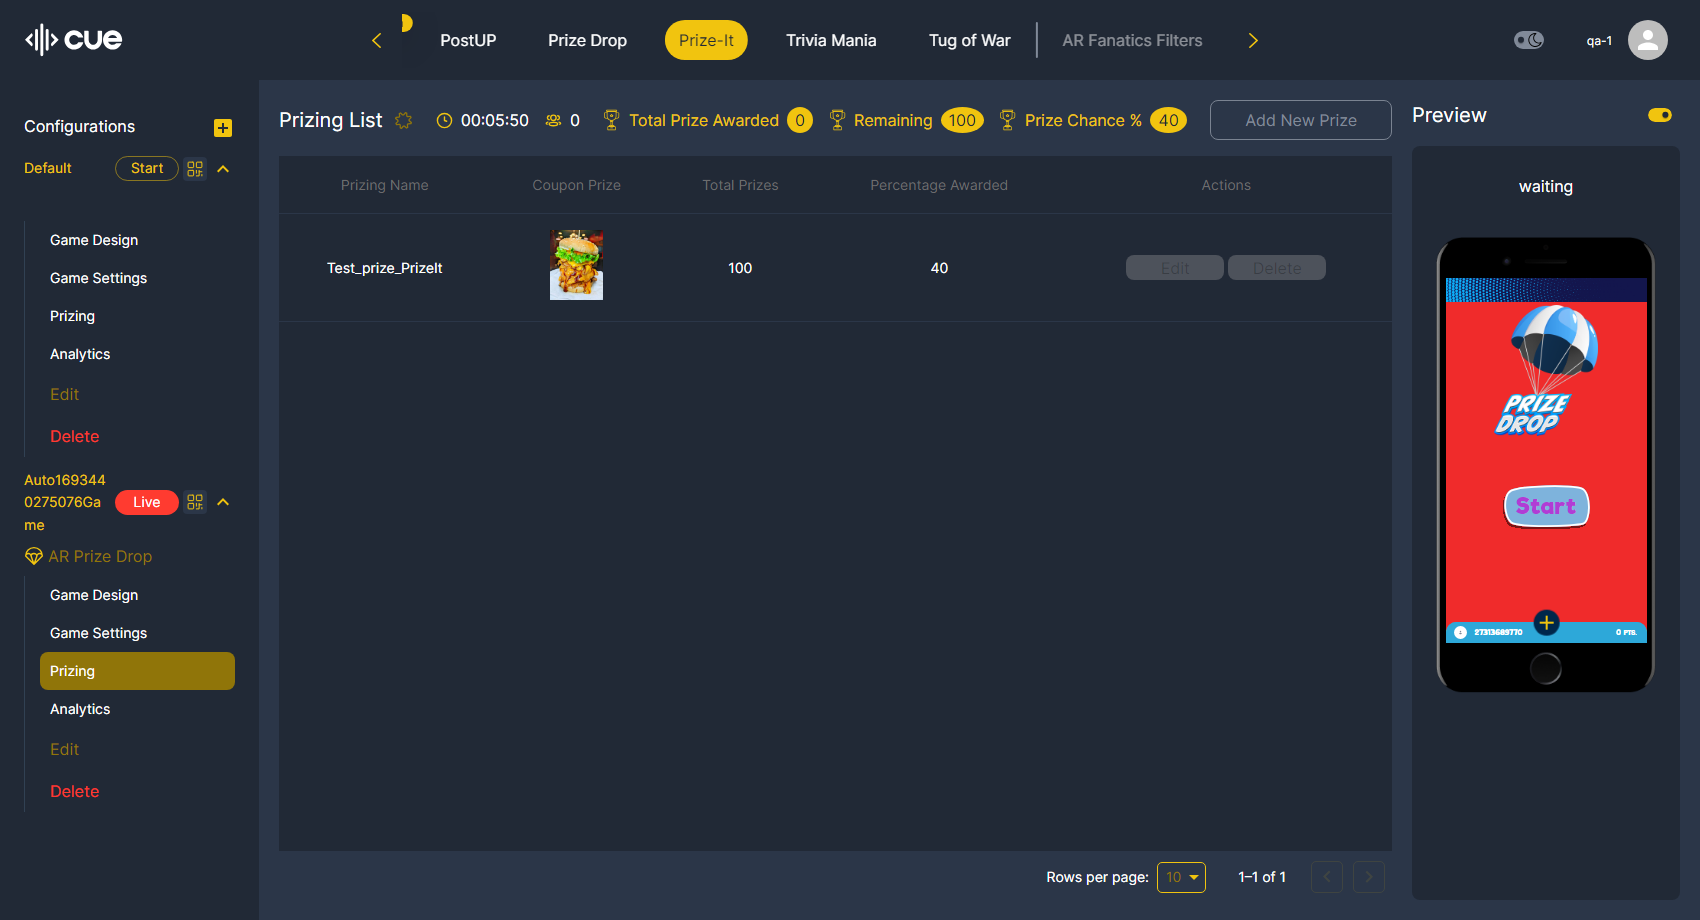 cue
PostUP
Prize Drop
Prize-It
Trivia Mania
Tug of War
AR Fanatics Filters
qa-1
Configurations
Default
Start
Game Design
Game Settings
Prizing
Analytics
Edit
Delete
Auto169344
0275076Ga
me
Live
AR Prize Drop
Game Design
Game Settings
Prizing
Analytics
Edit
Delete
Prizing List
00:05:50
0
Total Prize Awarded 0
Remaining 100
Prize Chance % 40
Add New Prize
Prizing Name
Coupon Prize
Total Prizes
Percentage Awarded
Actions
Test_prize_PrizeIt
100
40
Edit
Delete
Rows per page: 10
1–1 of 1
Preview
waiting
PRIZE
DROP
Start
27313689770
0 PTS.